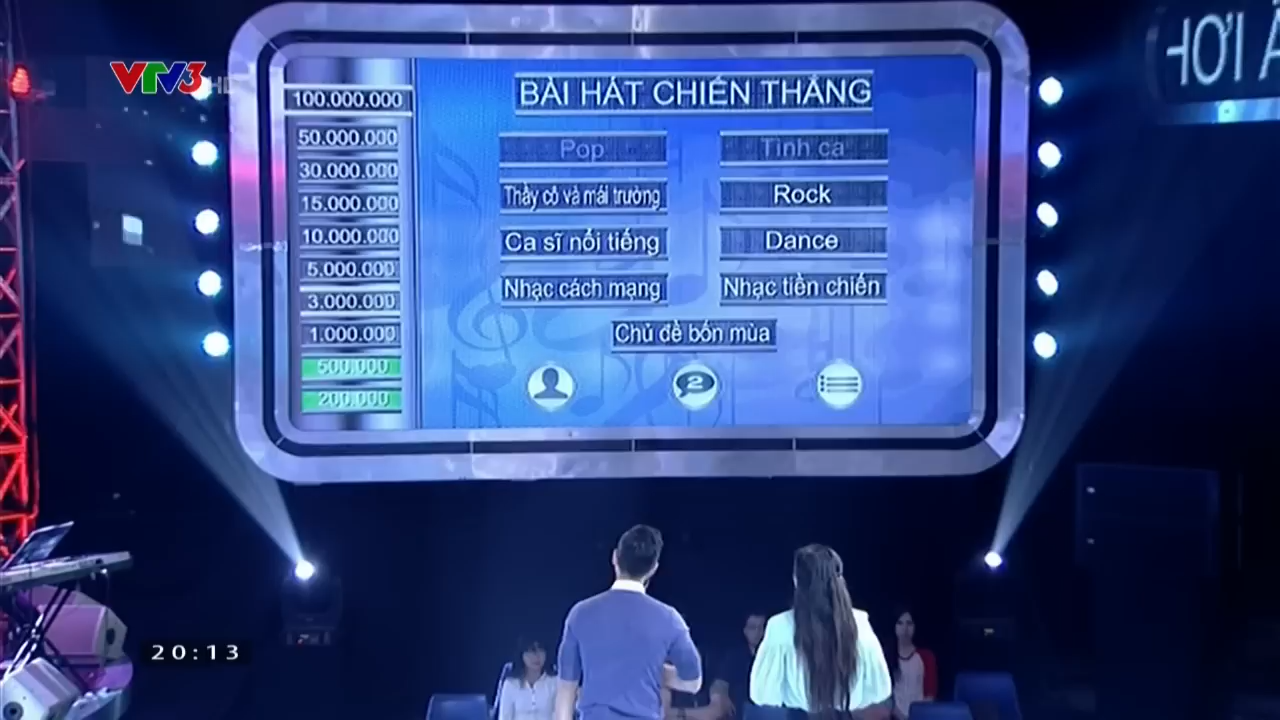 VTV3 HD
HƠI Â
BÀI HÁT CHIẾN THẮNG
100.000.000
50.000.000
30.000.000
15.000.000
10.000.000
5.000.000
3.000.000
1.000.000
500.000
200.000
Pop
Tình ca
Thầy cô và mái trường
Rock
Ca sĩ nổi tiếng
Dance
Nhạc cách mạng
Nhạc tiền chiến
Chủ đề bốn mùa
2
20:13